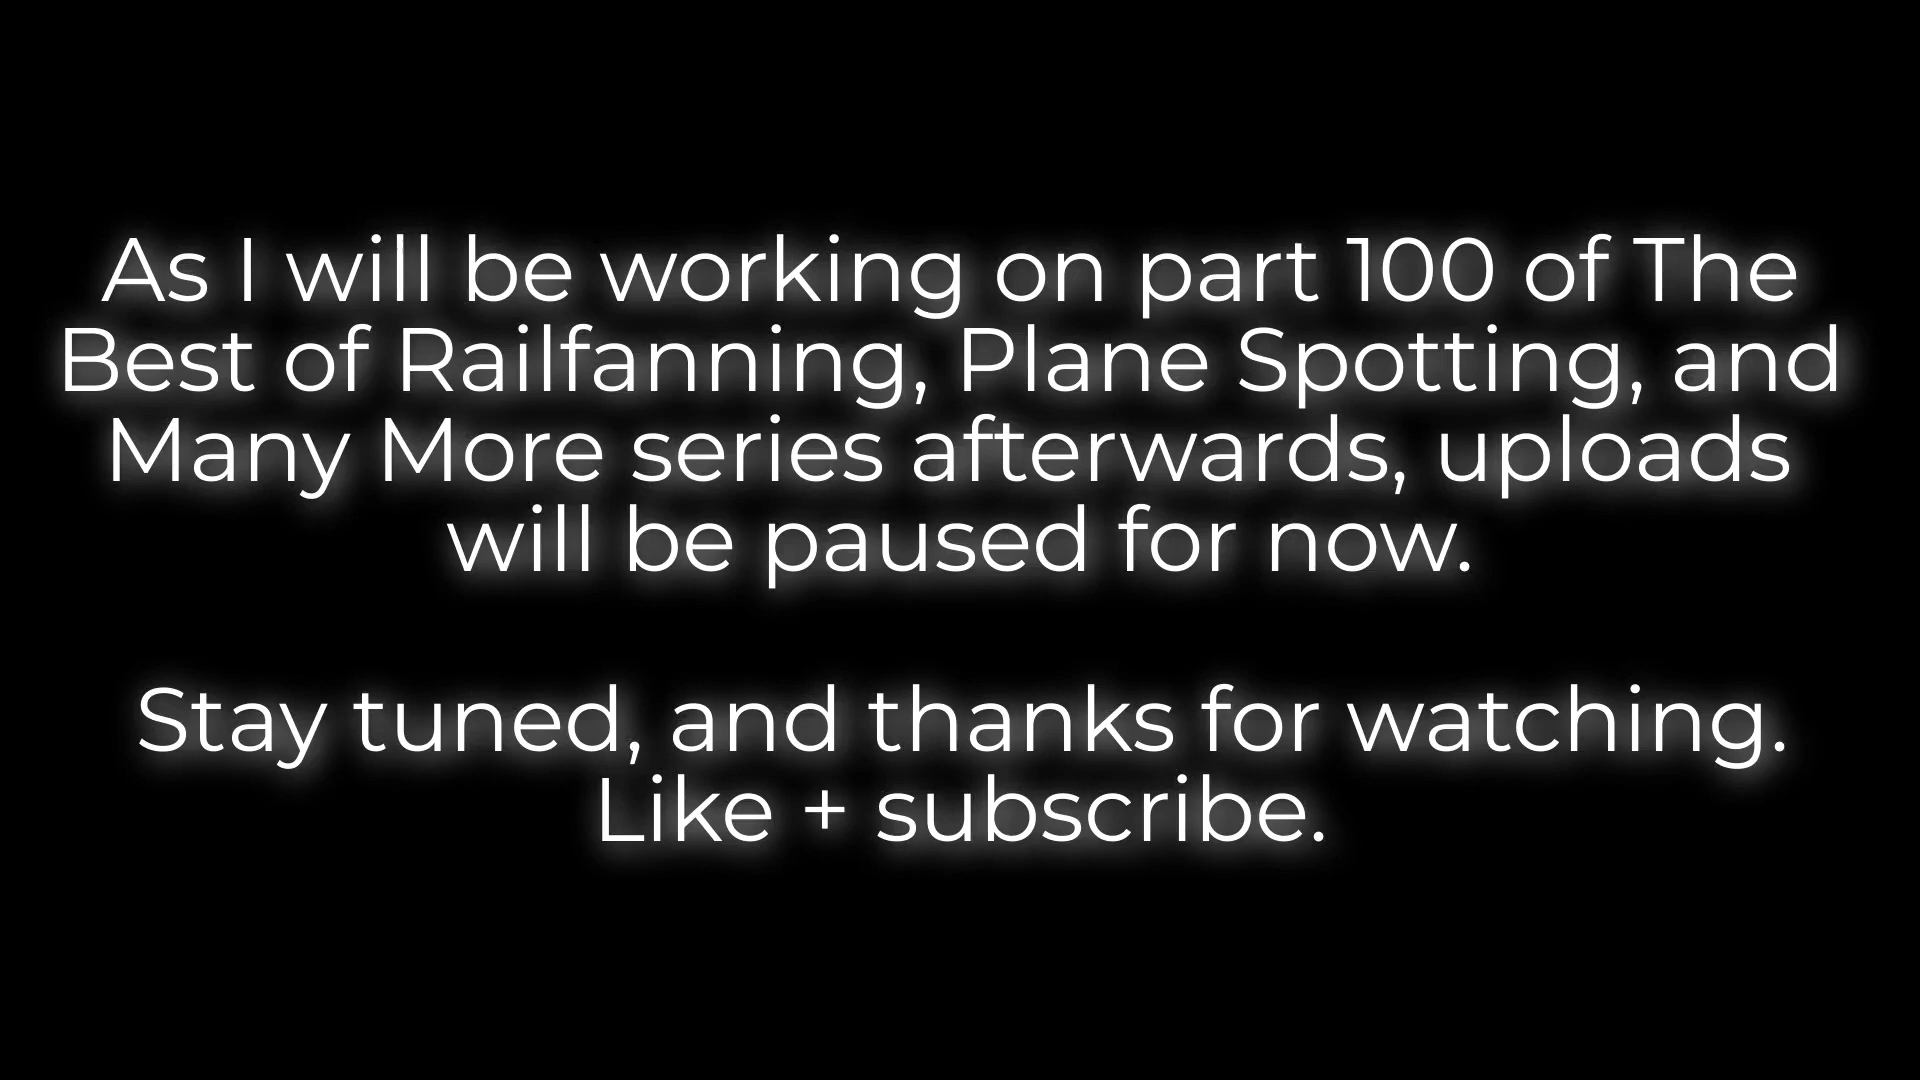 As I will be working on part 100 of The
Best of Railfanning, Plane Spotting, and
Many More series afterwards, uploads
will be paused for now.
Stay tuned, and thanks for watching.
Like + subscribe.